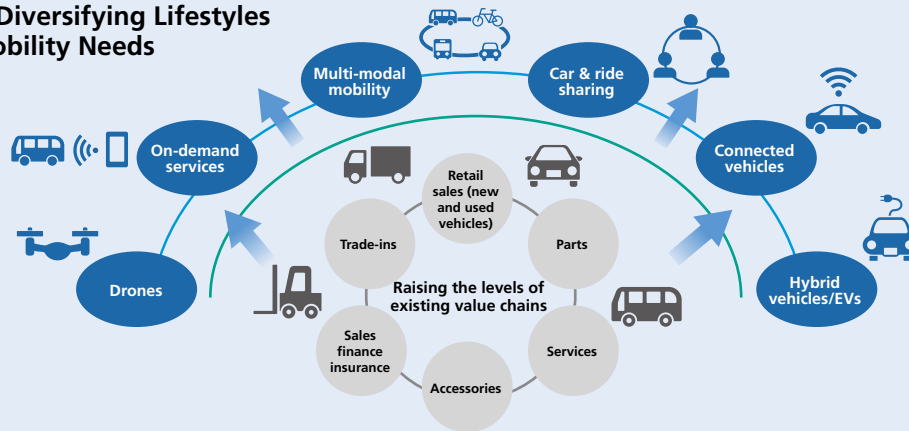 Diversifying Lifestyles
Mobility Needs
Multi-modal
mobility
Car & ride
sharing
On-demand
services
Connected
vehicles
Drones
Hybrid
vehicles/EVs
Retail
sales (new
and used
vehicles)
Trade-ins
Parts
Raising the levels of
existing value chains
Sales
finance
insurance
Services
Accessories